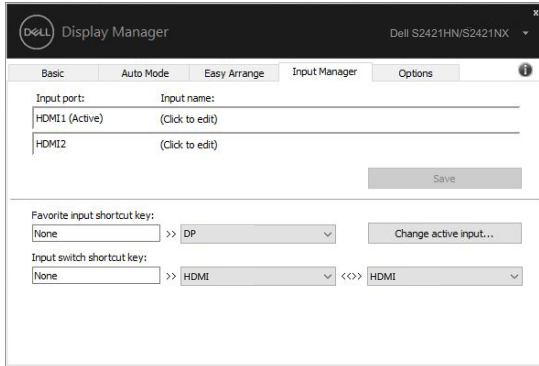 x
DELL Display Manager Dell S2421HN/S2421NX
Basic Auto Mode Easy Arrange Input Manager Options i
Input port: Input name:
HDMI1 (Active) (Click to edit)
HDMI2 (Click to edit)
Save
Favorite input shortcut key:
None >> DP Change active input...
Input switch shortcut key:
None >> HDMI <<>> HDMI